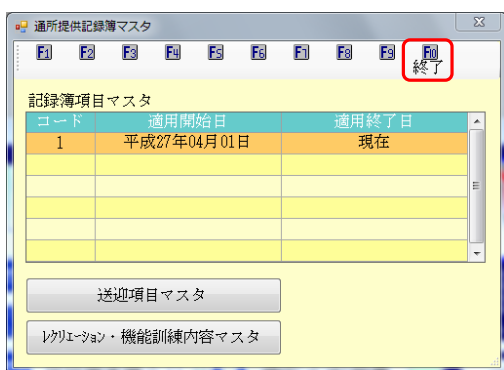 通所提供記録簿マスタ
F1 F2 F3 F4 F5 F6 F7 F8 F9 F10
終了
記録簿項目マスタ
コード 適用開始日 適用終了日
1 平成27年04月01日 現在
送迎項目マスタ
ﾚｸﾘｴｰｼｮﾝ・機能訓練内容マスタ